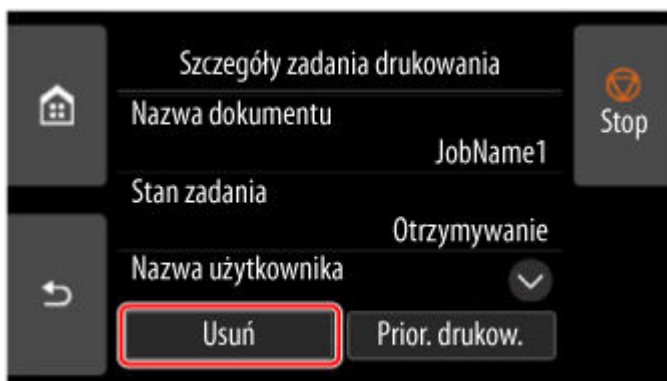 Szczegóły zadania drukowania
Nazwa dokumentu
JobName1
Stop
Stan zadania
Otrzymywanie
Nazwa użytkownika
Usuń
Prior. drukow.